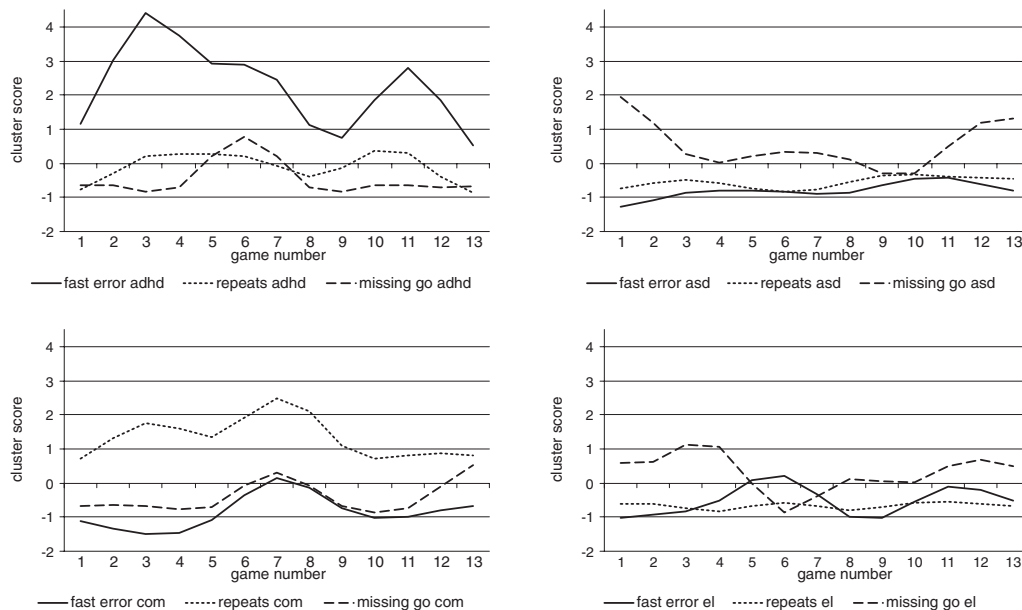 4
3
2
1
0
-1
-2
cluster score
1 2 3 4 5 6 7 8 9 10 11 12 13
game number
fast error adhd repeats adhd missing go adhd
4
3
2
1
0
-1
-2
cluster score
1 2 3 4 5 6 7 8 9 10 11 12 13
game number
fast error asd repeats asd missing go asd
4
3
2
1
0
-1
-2
cluster score
1 2 3 4 5 6 7 8 9 10 11 12 13
game number
fast error com repeats com missing go com
4
3
2
1
0
-1
-2
cluster score
1 2 3 4 5 6 7 8 9 10 11 12 13
game number
fast error el repeats el missing go el